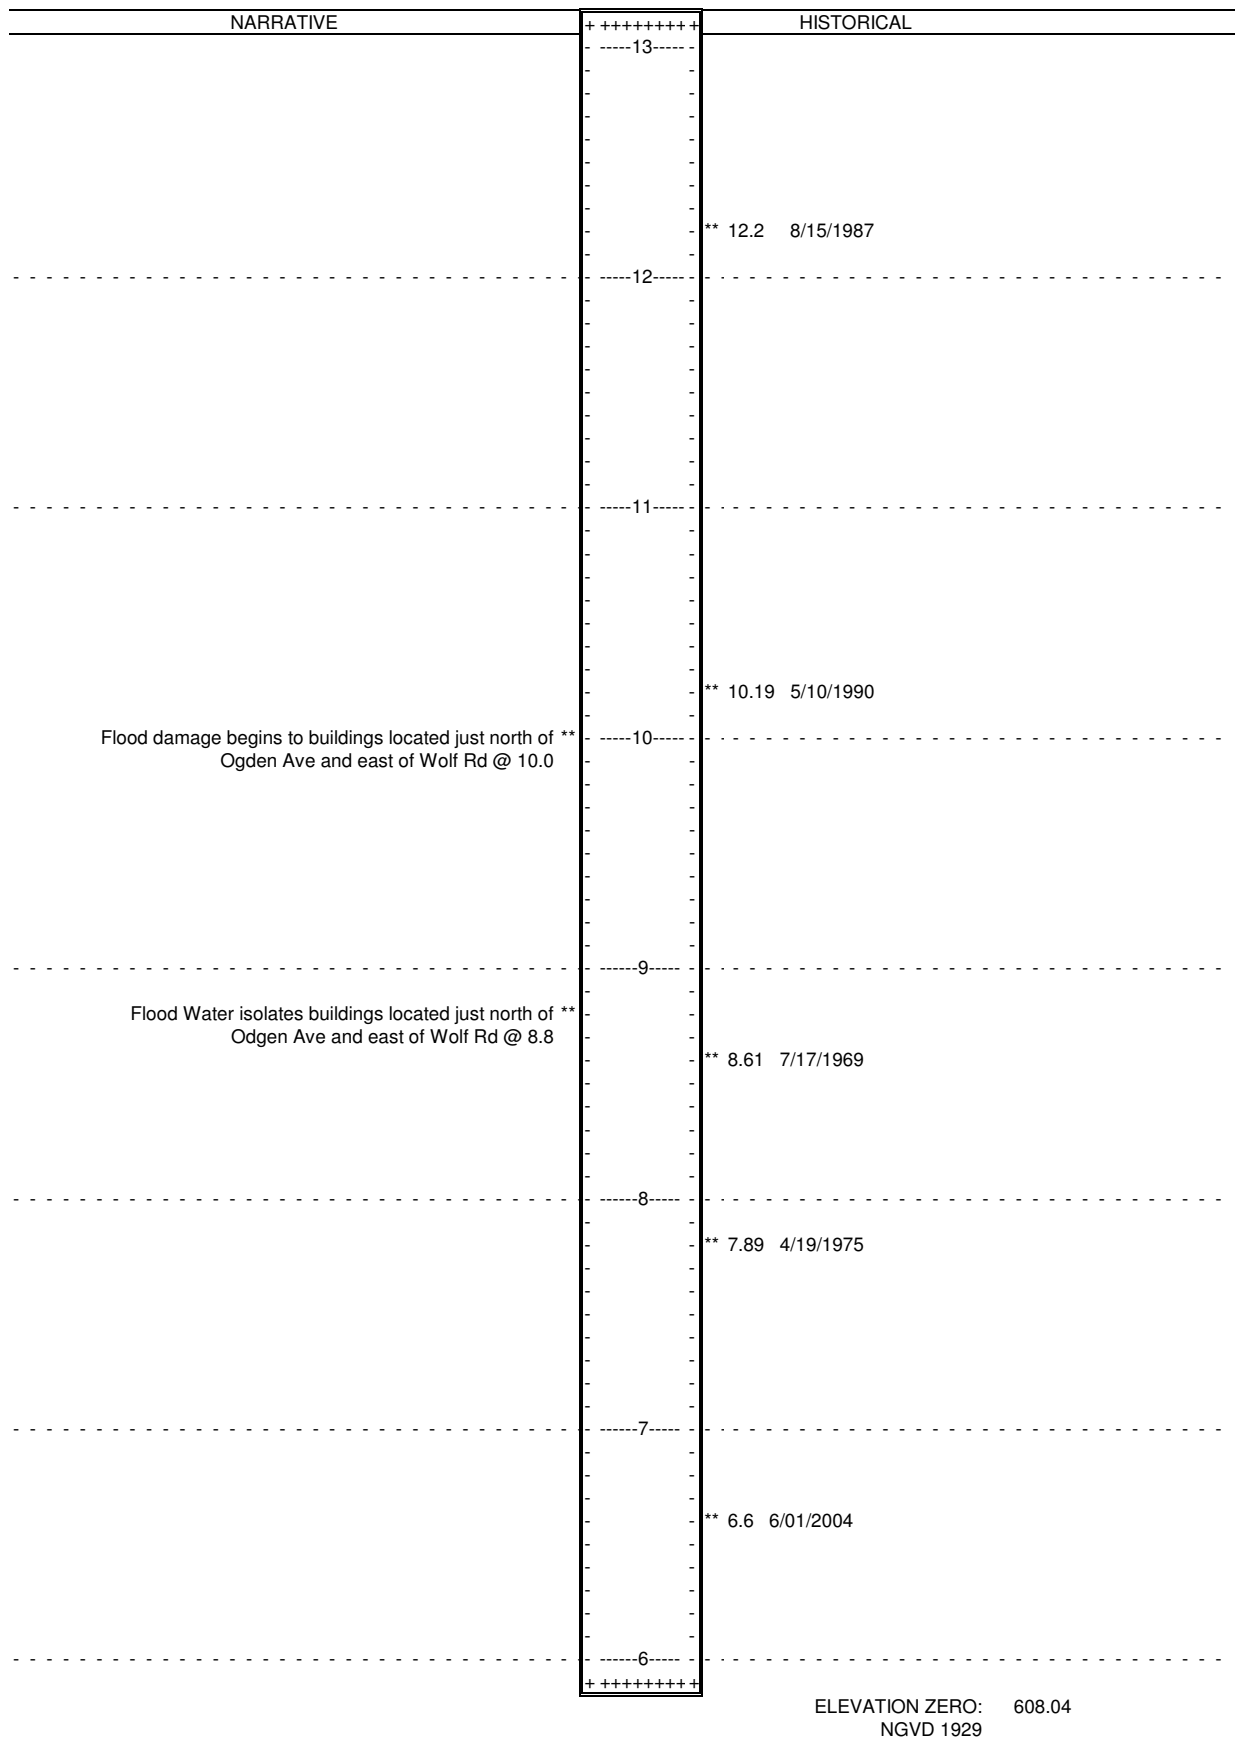 NARRATIVE
HISTORICAL
+ ++++++++ +
-----13-----
** 12.2 8/15/1987
-----12-----
-----11-----
** 10.19 5/10/1990
Flood damage begins to buildings located just north of **
-----10-----
Ogden Ave and east of Wolf Rd @ 10.0
------9-----
Flood Water isolates buildings located just north of **
Odgen Ave and east of Wolf Rd @ 8.8
** 8.61 7/17/1969
------8-----
** 7.89 4/19/1975
------7-----
** 6.6 6/01/2004
------6-----
+ ++++++++ +
ELEVATION ZERO: 608.04
NGVD 1929